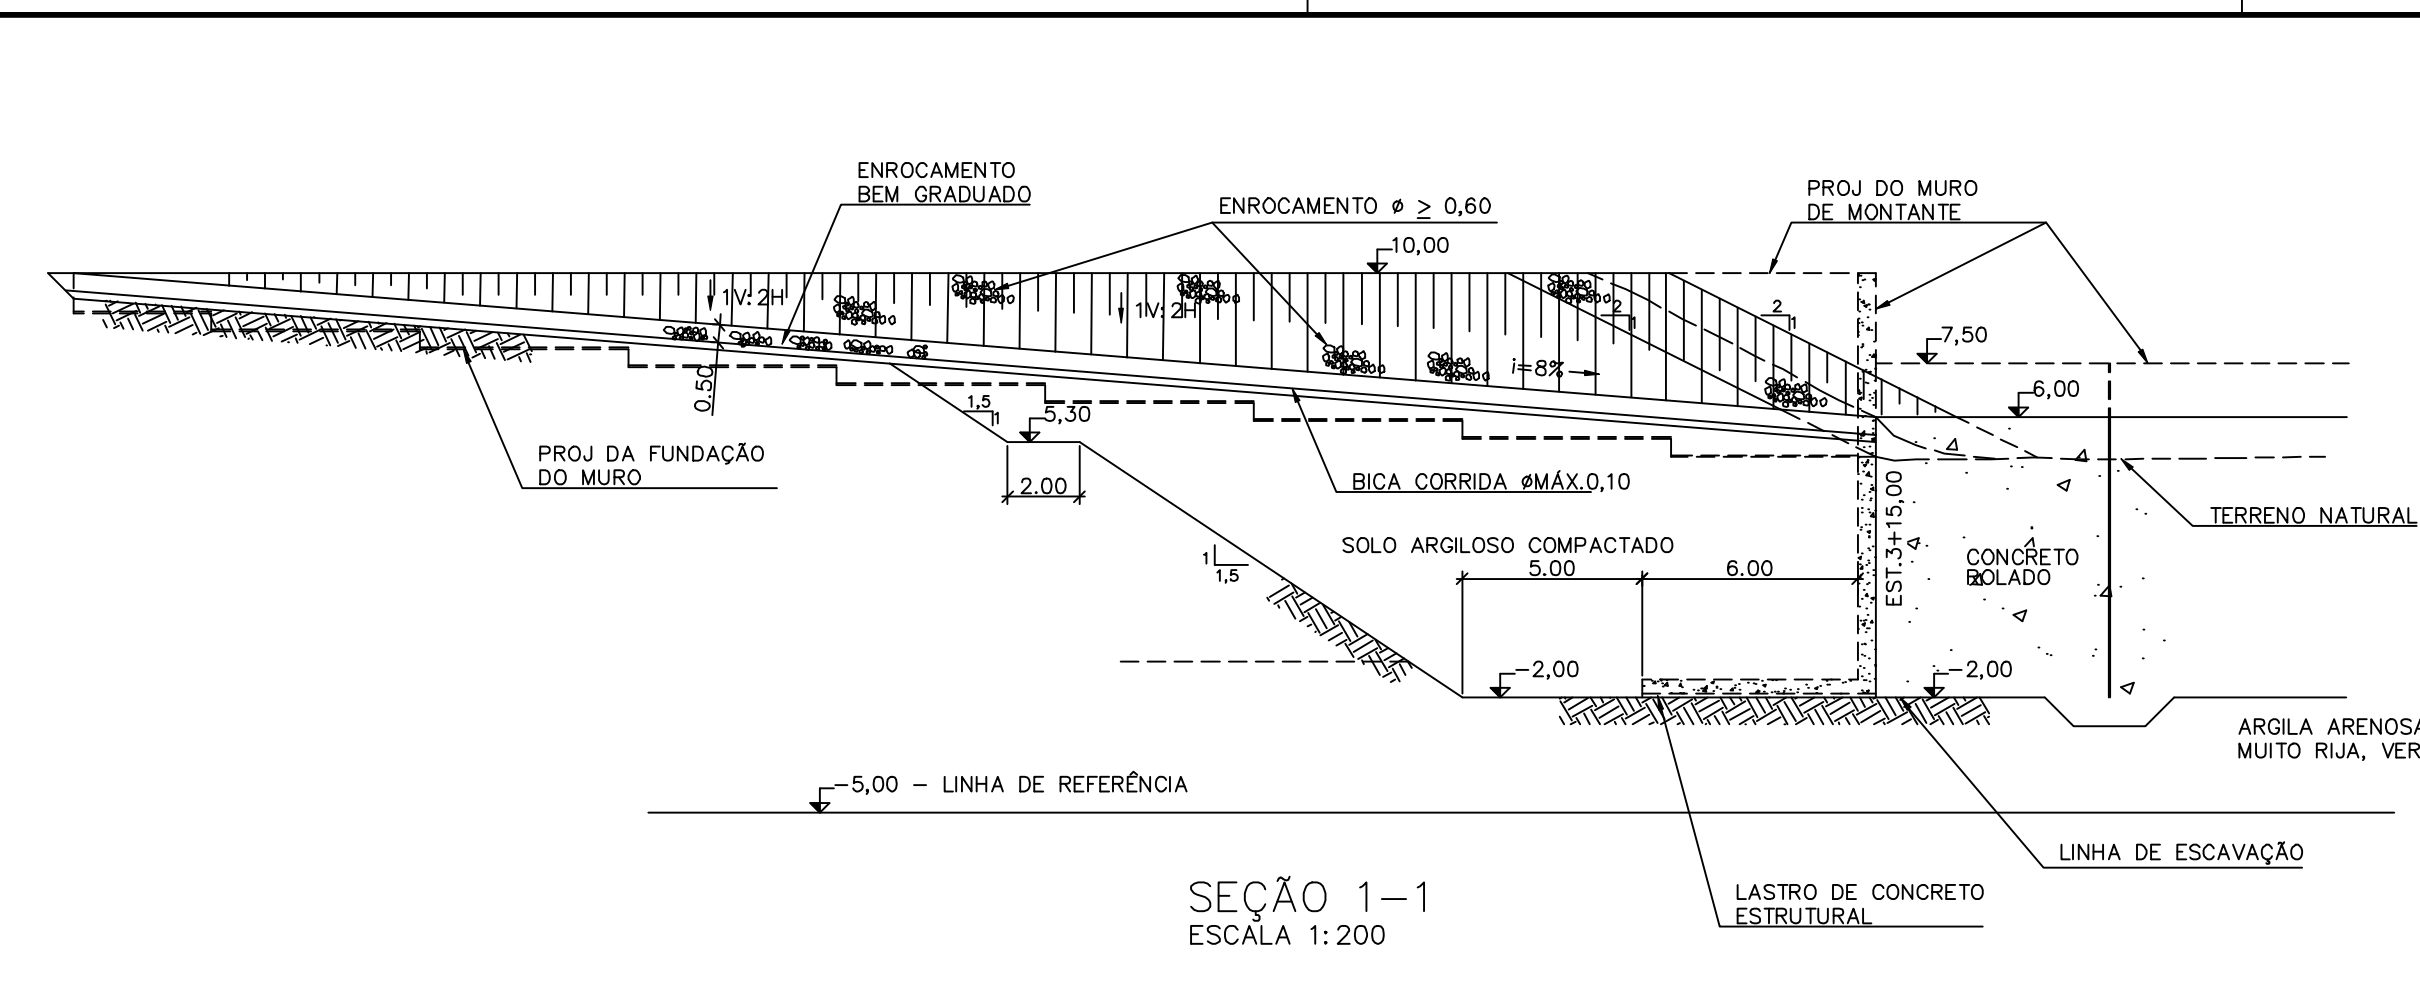 ENROCAMENTO
BEM GRADUADO
ENROCAMENTO ø ≥ 0,60
PROJ DO MURO
DE MONTANTE
10,00
1V:2H
1V:2H
2
1
2
1
7,50
i=8%
6,00
0.50
1,5
1
5,30
PROJ DA FUNDAÇÃO
DO MURO
2.00
BICA CORRIDA øMÁX.0,10
EST.3+15,00
TERRENO NATURAL
SOLO ARGILOSO COMPACTADO
1
1,5
5.00
6.00
CONCRETO
ROLADO
-2,00
-2,00
ARGILA ARENOSA
MUITO RIJA, VER
-5,00 - LINHA DE REFERÊNCIA
LINHA DE ESCAVAÇÃO
LASTRO DE CONCRETO
ESTRUTURAL
SEÇÃO 1-1
ESCALA 1:200